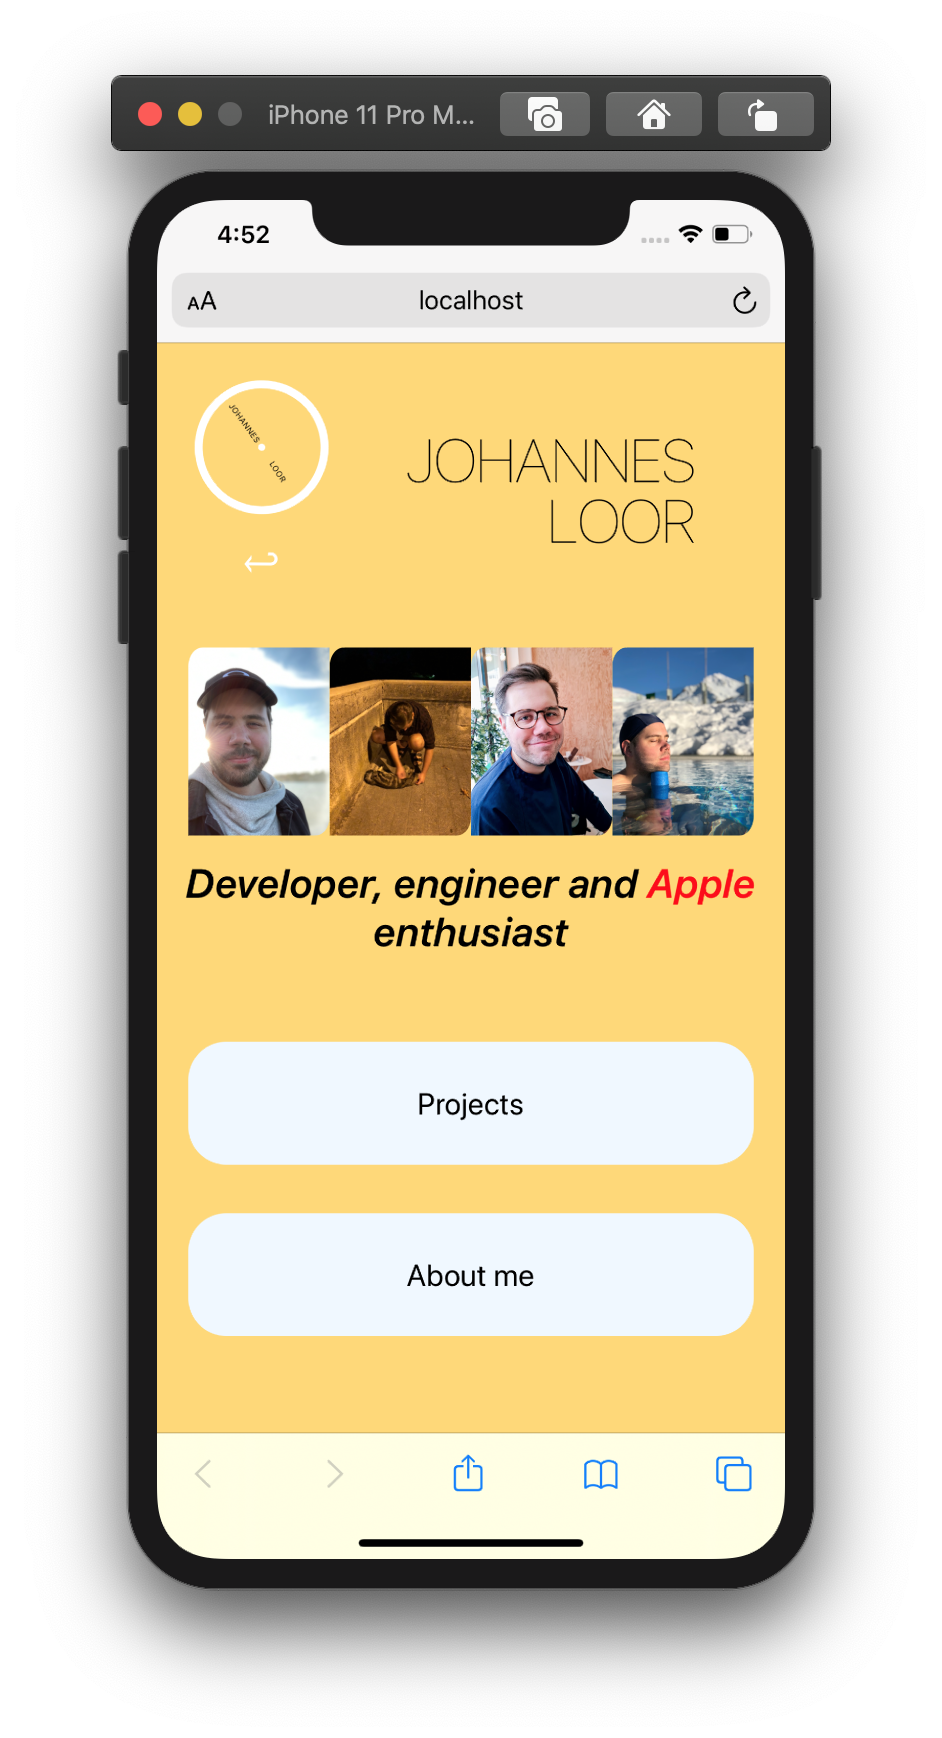 iPhone 11 Pro M...
4:52
AA
localhost
JOHANNES
LOOR
JOHANNES
LOOR
Developer, engineer and Apple
enthusiast
Projects
About me